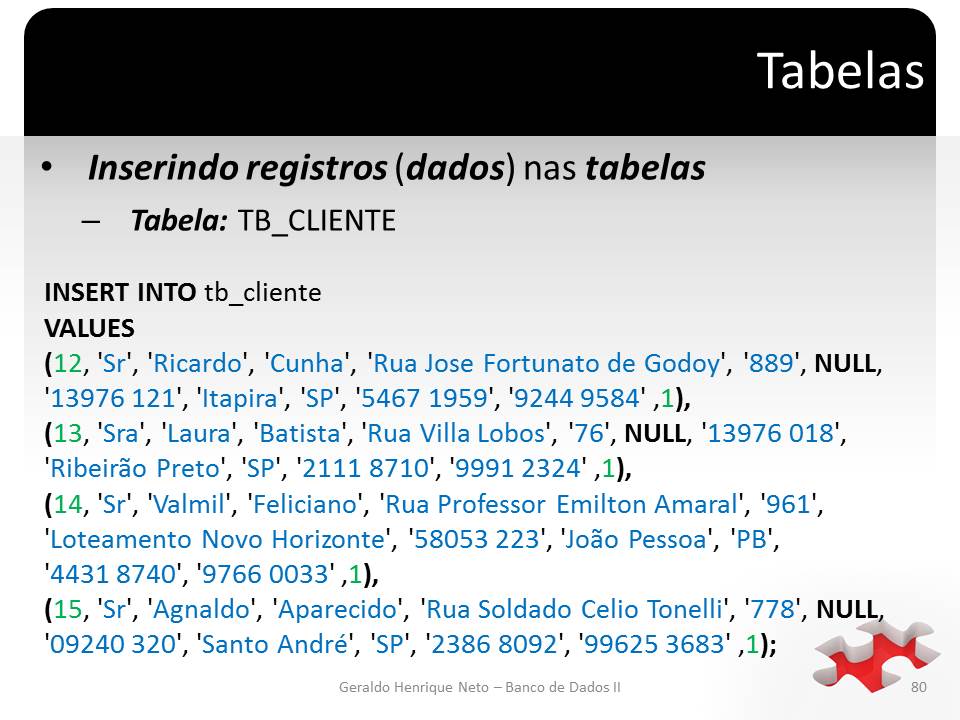 Tabelas
• Inserindo registros (dados) nas tabelas
– Tabela: TB_CLIENTE
INSERT INTO tb_cliente
VALUES
(12, 'Sr', 'Ricardo', 'Cunha', 'Rua Jose Fortunato de Godoy', '889', NULL,
'13976 121', 'Itapira', 'SP', '5467 1959', '9244 9584' ,1),
(13, 'Sra', 'Laura', 'Batista', 'Rua Villa Lobos', '76', NULL, '13976 018',
'Ribeirão Preto', 'SP', '2111 8710', '9991 2324' ,1),
(14, 'Sr', 'Valmil', 'Feliciano', 'Rua Professor Emilton Amaral', '961',
'Loteamento Novo Horizonte', '58053 223', 'João Pessoa', 'PB',
'4431 8740', '9766 0033' ,1),
(15, 'Sr', 'Agnaldo', 'Aparecido', 'Rua Soldado Celio Tonelli', '778', NULL,
'09240 320', 'Santo André', 'SP', '2386 8092', '99625 3683' ,1);
Geraldo Henrique Neto – Banco de Dados II
80